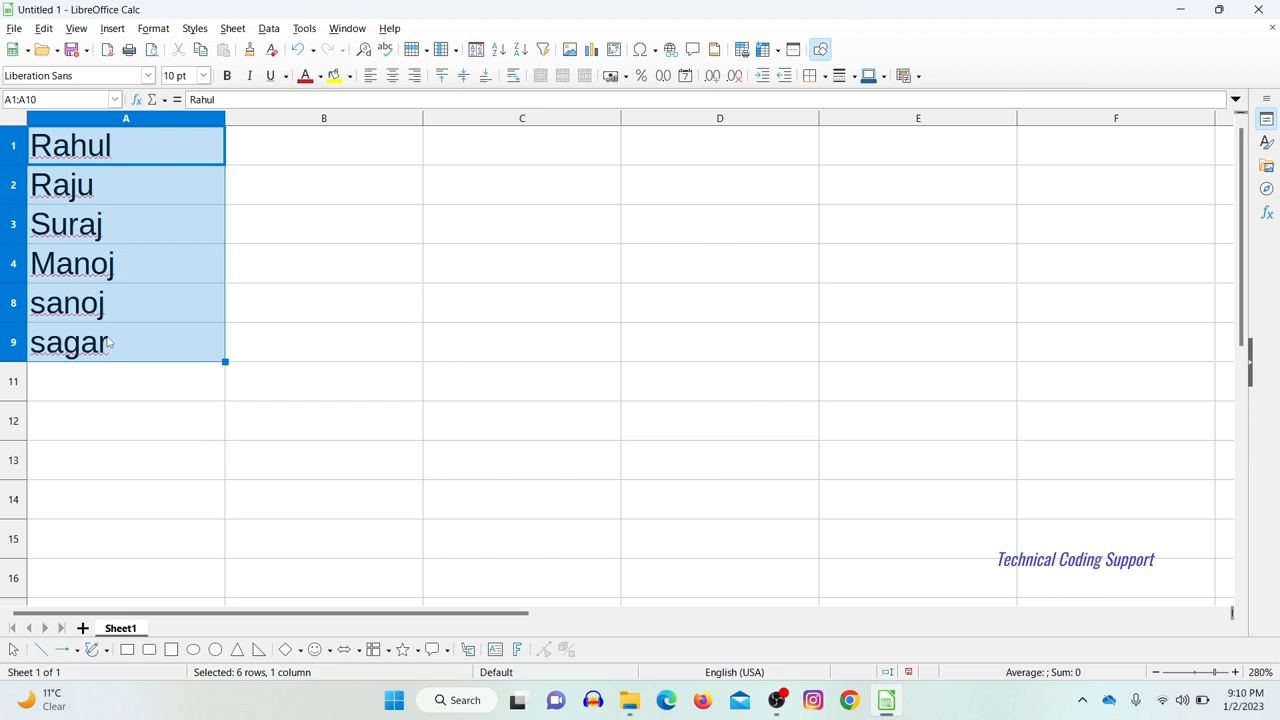 Untitled 1 - LibreOffice Calc
File Edit View Insert Format Styles Sheet Data Tools Window Help
Liberation Sans 10 pt
A1:A10 Rahul
A B C D E F
1 Rahul
2 Raju
3 Suraj
4 Manoj
8 sanoj
9 sagar
11
12
13
14
15
16
Technical Coding Support
Sheet1
Sheet 1 of 1 Selected: 6 rows, 1 column Default English (USA) Average: ; Sum: 0 280%
11°C
Clear
Search
9:10 PM
1/2/2023